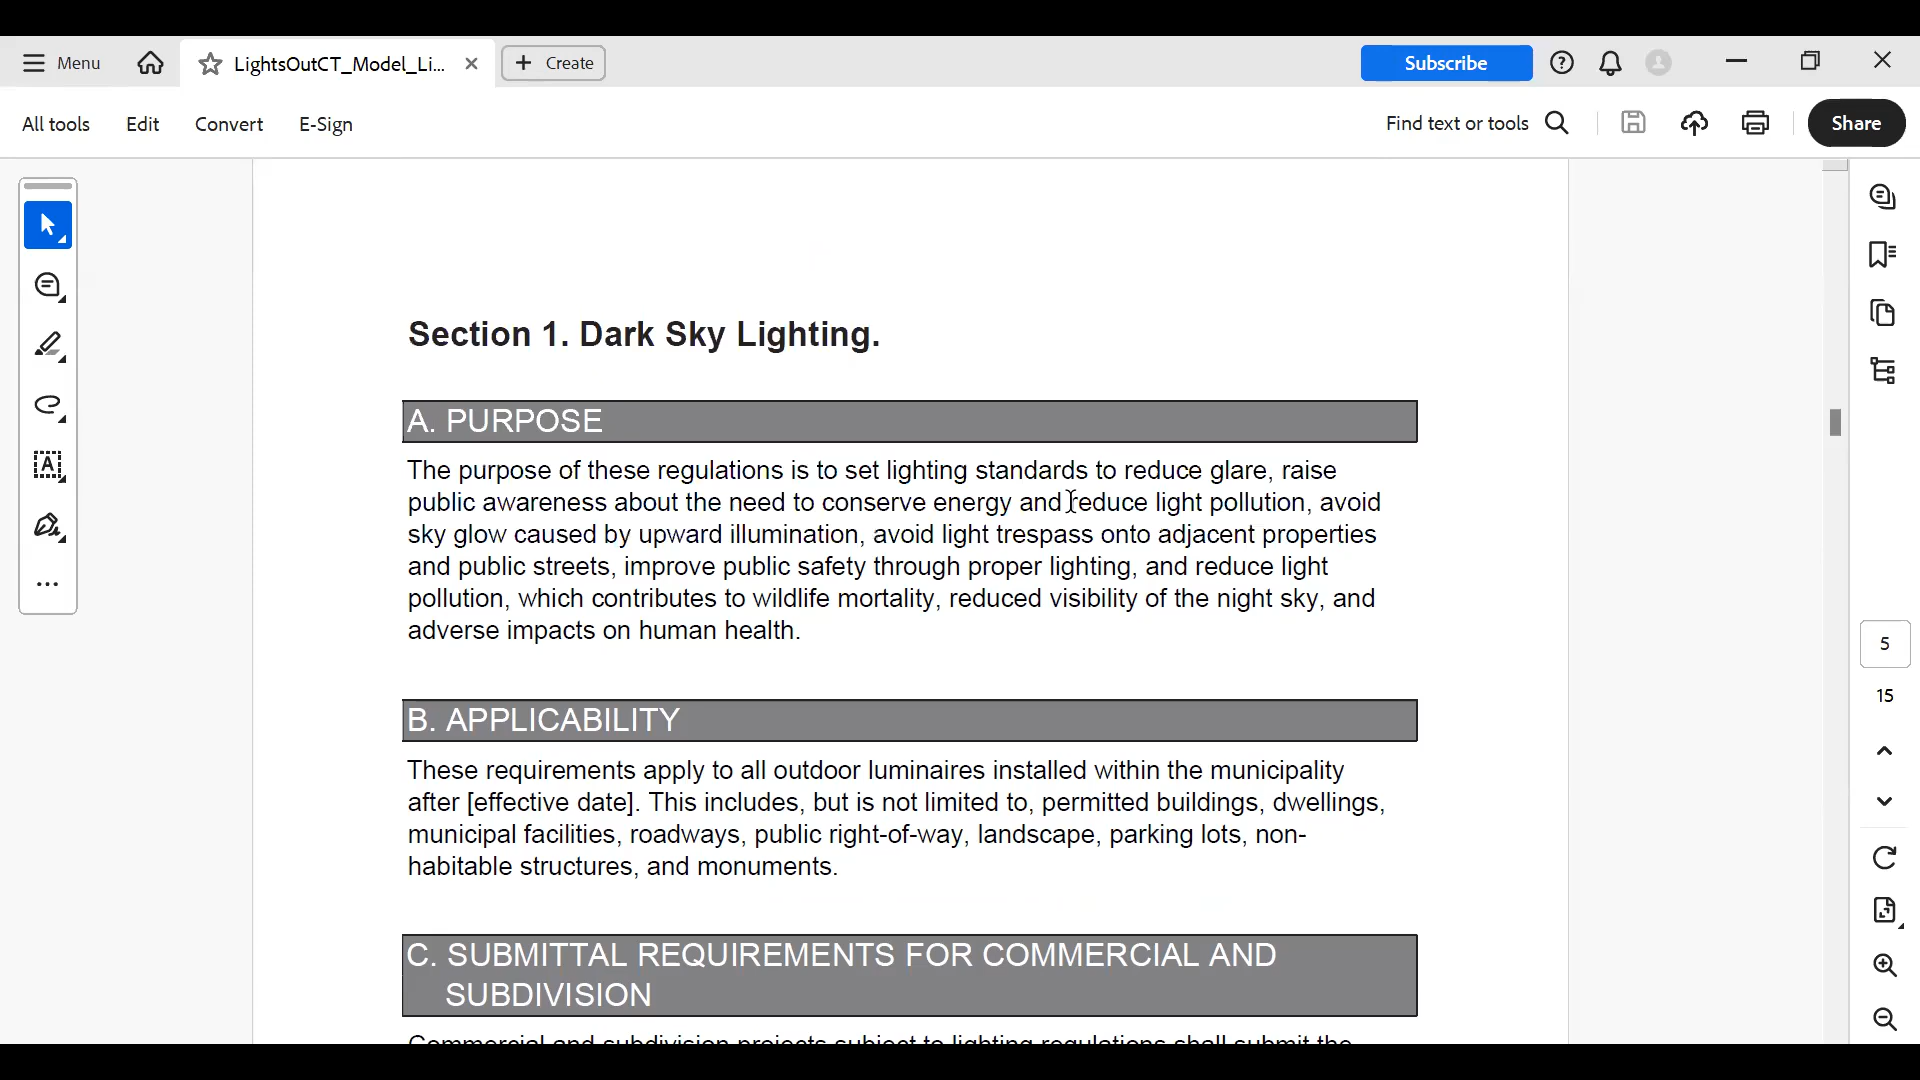 Menu
LightsOutCT_Model_Li...
Create
Subscribe
All tools
Edit
Convert
E-Sign
Find text or tools
Share
Section 1. Dark Sky Lighting.
A. PURPOSE
The purpose of these regulations is to set lighting standards to reduce glare, raise
public awareness about the need to conserve energy and reduce light pollution, avoid
sky glow caused by upward illumination, avoid light trespass onto adjacent properties
and public streets, improve public safety through proper lighting, and reduce light
pollution, which contributes to wildlife mortality, reduced visibility of the night sky, and
adverse impacts on human health.
B. APPLICABILITY
These requirements apply to all outdoor luminaires installed within the municipality
after [effective date]. This includes, but is not limited to, permitted buildings, dwellings,
municipal facilities, roadways, public right-of-way, landscape, parking lots, non-
habitable structures, and monuments.
C. SUBMITTAL REQUIREMENTS FOR COMMERCIAL AND
SUBDIVISION
Commercial and subdivision projects subject to lighting regulations shall submit the
5
15